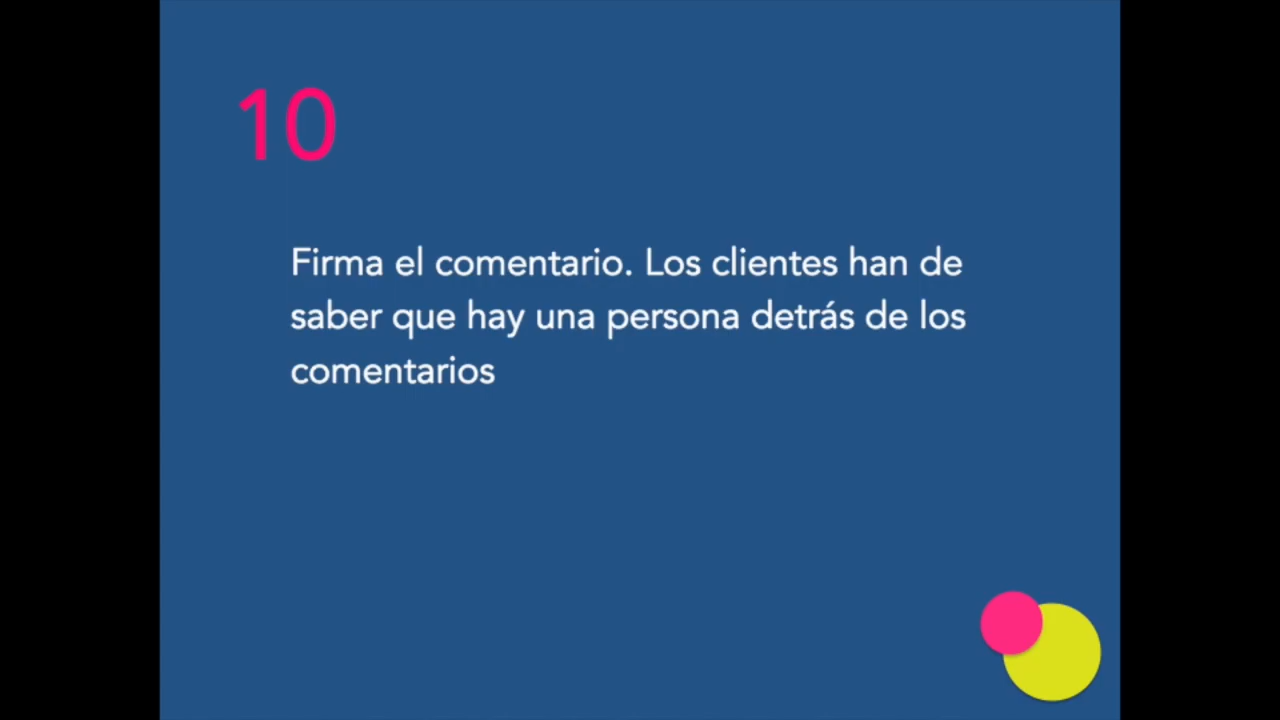 10
Firma el comentario. Los clientes han de
saber que hay una persona detrás de los
comentarios